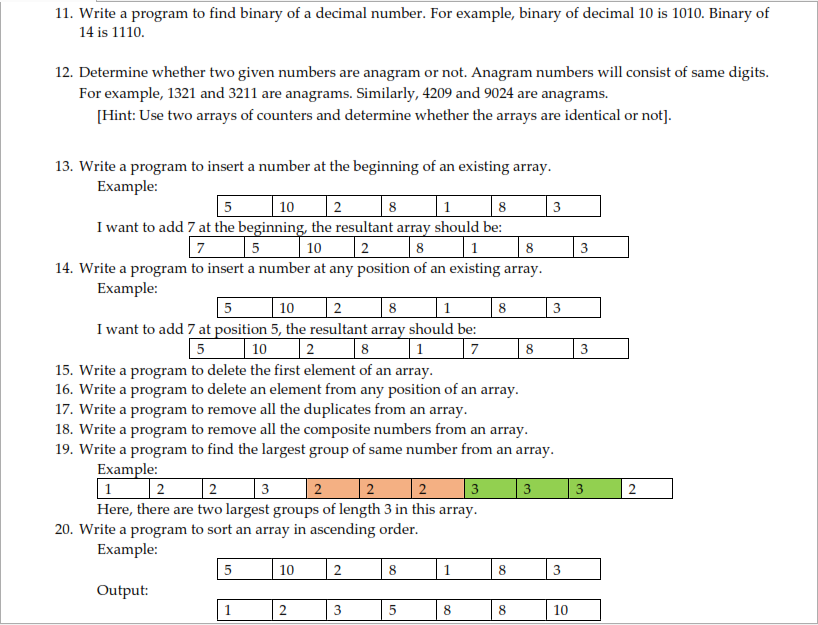 11. Write a program to find binary of a decimal number. For example, binary of decimal 10 is 1010. Binary of
14 is 1110.
12. Determine whether two given numbers are anagram or not. Anagram numbers will consist of same digits.
For example, 1321 and 3211 are anagrams. Similarly, 4209 and 9024 are anagrams.
[Hint: Use two arrays of counters and determine whether the arrays are identical or not].
13. Write a program to insert a number at the beginning of an existing array.
Example:
5 10 2 8 1 8 3
I want to add 7 at the beginning, the resultant array should be:
7 5 10 2 8 1 8 3
14. Write a program to insert a number at any position of an existing array.
Example:
5 10 2 8 1 8 3
I want to add 7 at position 5, the resultant array should be:
5 10 2 8 1 7 8 3
15. Write a program to delete the first element of an array.
16. Write a program to delete an element from any position of an array.
17. Write a program to remove all the duplicates from an array.
18. Write a program to remove all the composite numbers from an array.
19. Write a program to find the largest group of same number from an array.
Example:
1 2 2 3 2 2 2 3 3 3 2
Here, there are two largest groups of length 3 in this array.
20. Write a program to sort an array in ascending order.
Example:
5 10 2 8 1 8 3
Output:
1 2 3 5 8 8 10